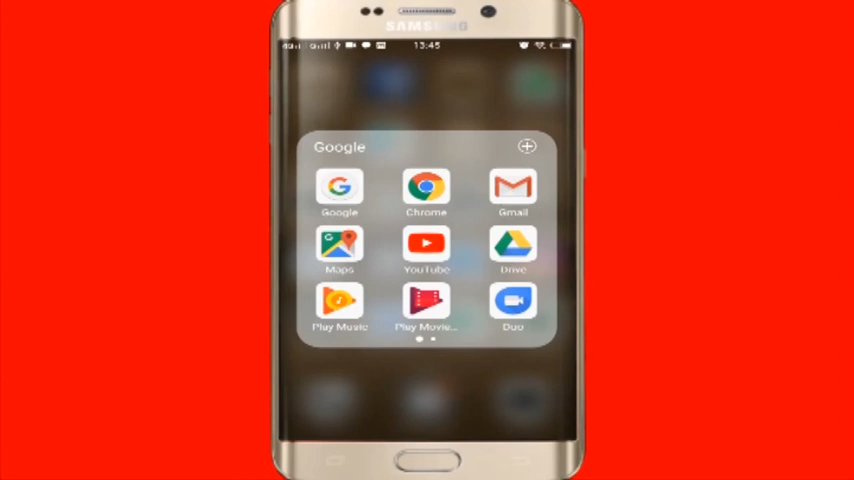 SAMSUNG
13:45
Google
Google Chrome Gmail
Maps YouTube Drive
Play Music Play Movie... Duo